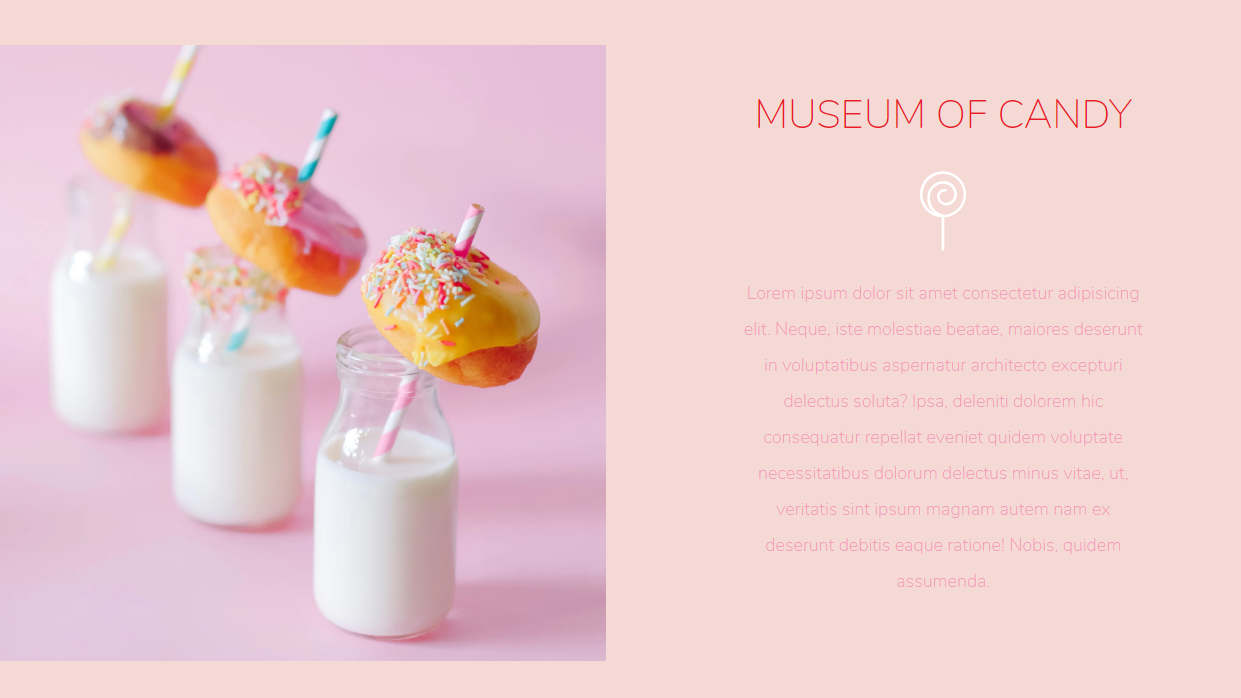 MUSEUM OF CANDY
Lorem ipsum dolor sit amet consectetur adipisicing
elit. Neque, iste molestiae beatae, maiores deserunt
in voluptatibus aspernatur architecto excepturi
delectus soluta? Ipsa, deleniti dolorem hic
consequatur repellat eveniet quidem voluptate
necessitatibus dolorum delectus minus vitae, ut,
veritatis sint ipsum magnam autem nam ex
deserunt debitis eaque ratione! Nobis, quidem
assumenda.